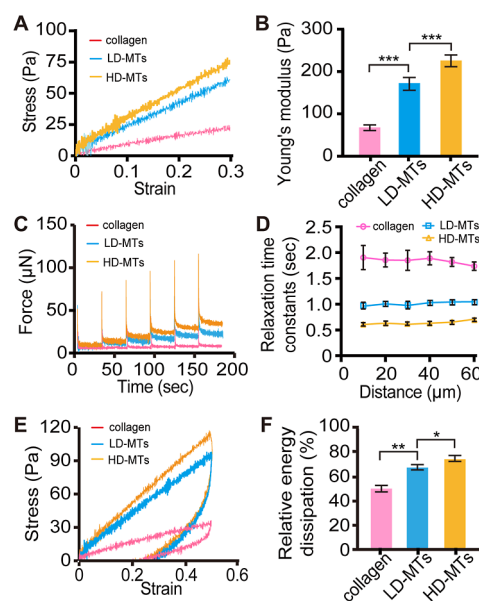 A
Stress (Pa)
100
75
50
25
0
collagen
LD-MTs
HD-MTs
0
0.1
0.2
0.3
Strain
B
Young's modulus (Pa)
300
200
100
0
***
***
collagen
LD-MTs
HD-MTs
C
Force (μN)
150
100
50
0
collagen
LD-MTs
HD-MTs
0
50
100
150
200
Time (sec)
D
Relaxation time
constants (sec)
2.5
2.0
1.5
1.0
0.5
0
collagen
LD-MTs
HD-MTs
0
20
40
60
Distance (μm)
E
Stress (Pa)
120
90
60
30
0
collagen
LD-MTs
HD-MTs
0
0.2
0.4
0.6
Strain
F
Relative energy
dissipation (%)
100
80
60
40
20
0
**
*
collagen
LD-MTs
HD-MTs